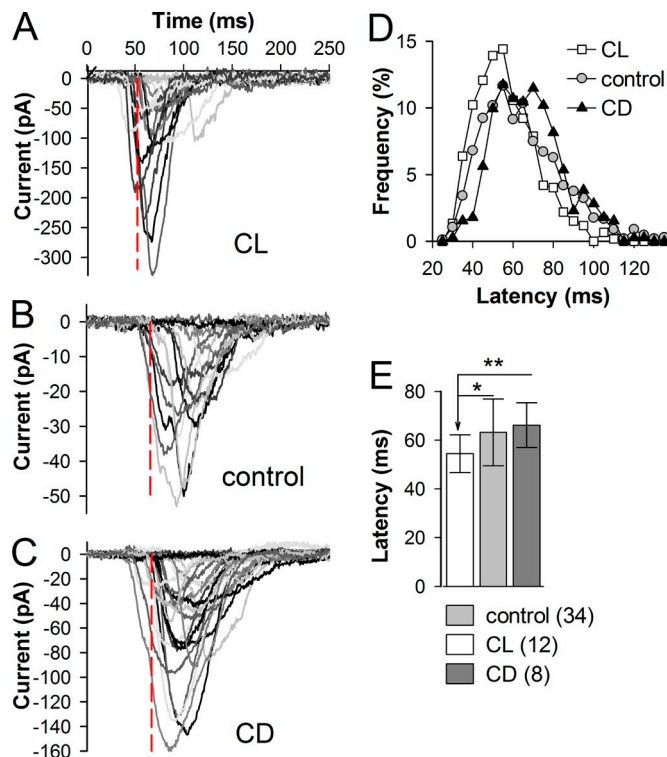 A
Time (ms)
0 50 100 150 200 250
Current (pA)
0
-50
-100
-150
-200
-250
-300
CL
B
Current (pA)
0
-10
-20
-30
-40
-50
control
C
Current (pA)
0
-20
-40
-60
-80
-100
-120
-140
-160
CD
D
Frequency (%)
15
10
5
0
CL
control
CD
20 40 60 80 100 120
Latency (ms)
E
Latency (ms)
80
60
40
20
0
**
*
control (34)
CL (12)
CD (8)